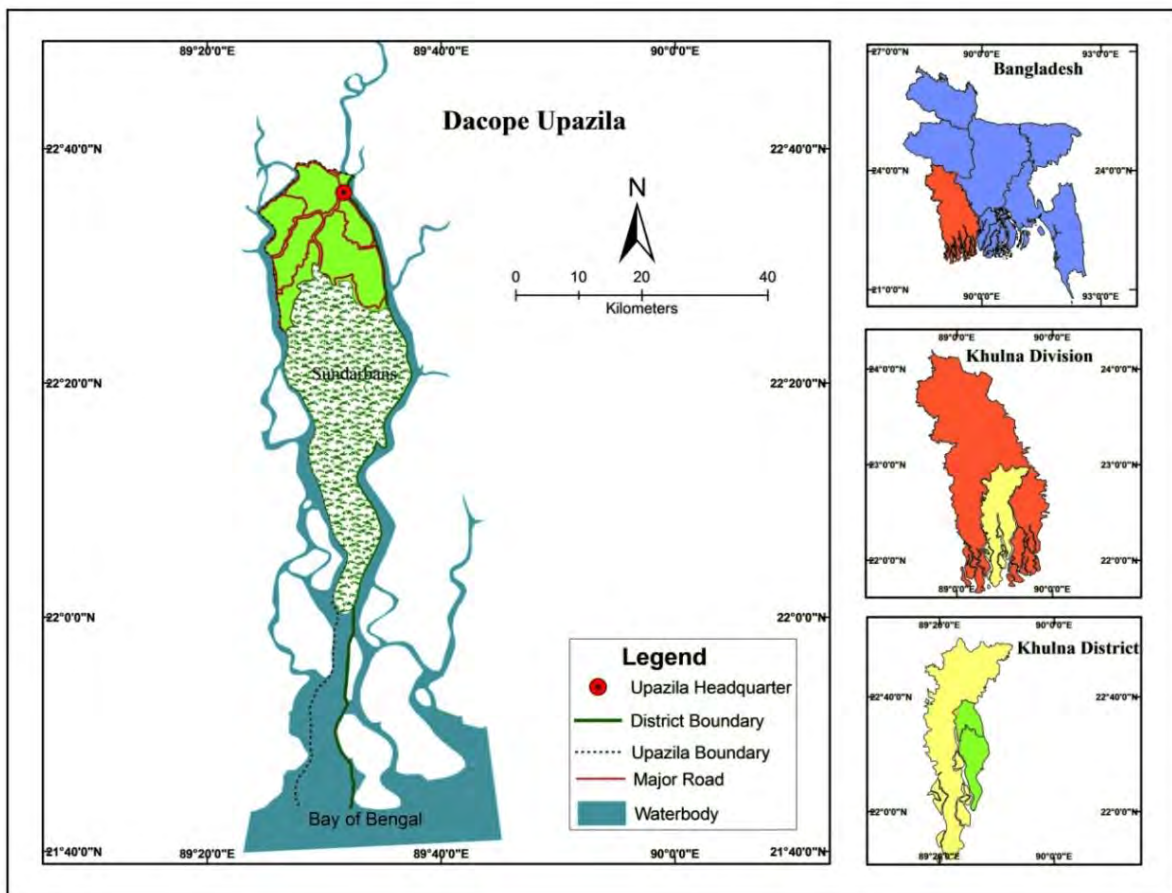 89°20'0"E 89°40'0"E 90°0'0"E
Dacope Upazila
22°40'0"N 22°40'0"N
N
0 10 20 40
Kilometers
Sundarbans
22°20'0"N 22°20'0"N
22°0'0"N 22°0'0"N
Legend
Upazila Headquarter
District Boundary
Upazila Boundary
Major Road
Waterbody
Bay of Bengal
21°40'0"N 21°40'0"N
89°20'0"E 89°40'0"E 90°0'0"E
27°0'0"N 90°0'0"E 93°0'0"E
Bangladesh
24°0'0"N 24°0'0"N
21°0'0"N 21°0'0"N
90°0'0"E 93°0'0"E
89°0'0"E 90°0'0"E
Khulna Division
24°0'0"N 24°0'0"N
23°0'0"N 23°0'0"N
22°0'0"N 22°0'0"N
89°0'0"E 90°0'0"E
89°20'0"E 90°0'0"E
Khulna District
22°40'0"N 22°40'0"N
22°0'0"N 22°0'0"N
89°20'0"E 90°0'0"E